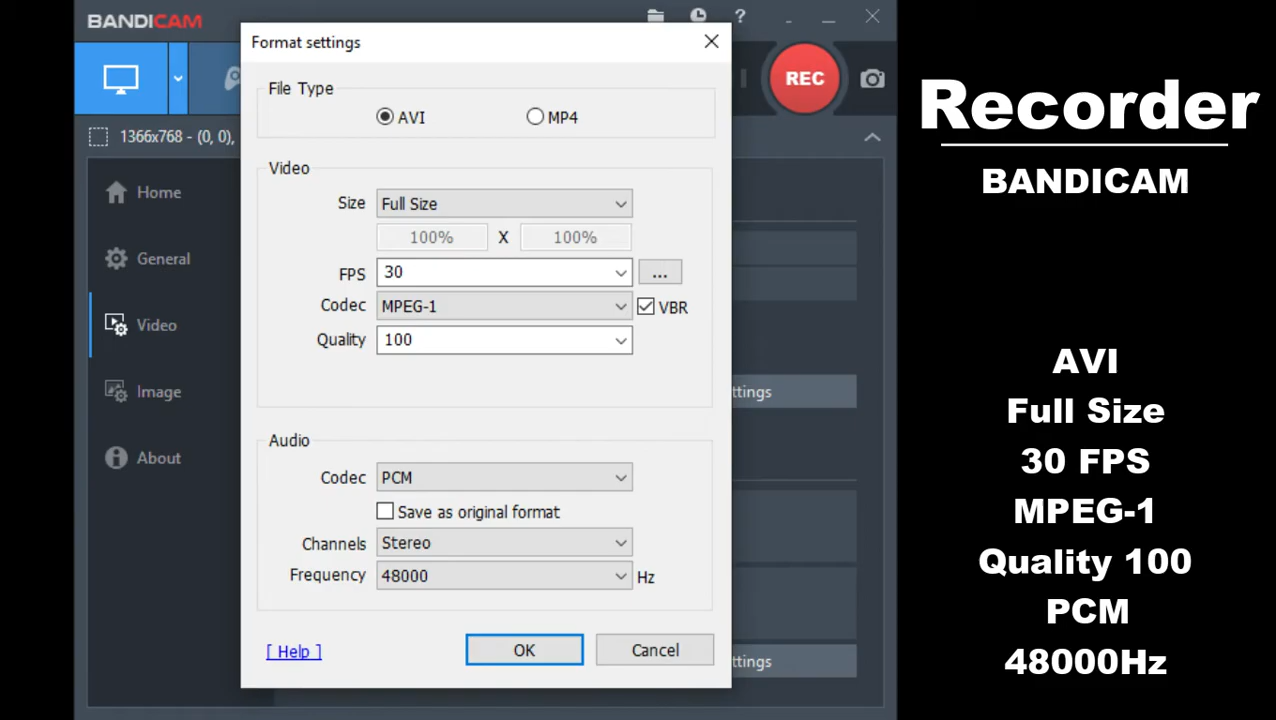 BANDICAM
?
Format settings
File Type
AVI
MP4
REC
1366x768 - (0, 0),
Home
General
Video
Image
About
Video
Size
Full Size
100%
X
100%
FPS
30
...
Codec
MPEG-1
VBR
Quality
100
ttings
Audio
Codec
PCM
Save as original format
Channels
Stereo
Frequency
48000
Hz
[ Help ]
OK
Cancel
ttings
Recorder
BANDICAM
AVI
Full Size
30 FPS
MPEG-1
Quality 100
PCM
48000Hz